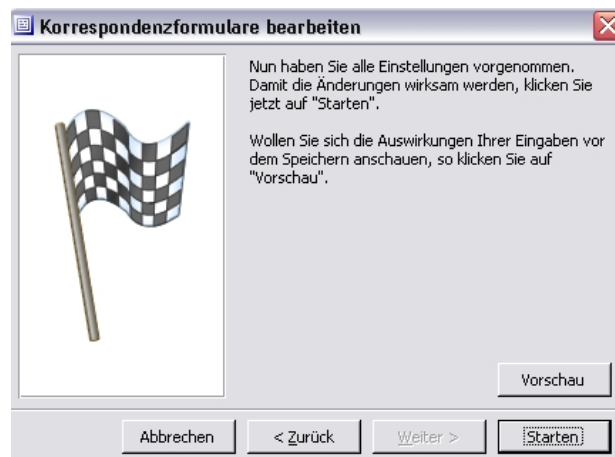 Korrespondenzformulare bearbeiten
Nun haben Sie alle Einstellungen vorgenommen.
Damit die Änderungen wirksam werden, klicken Sie
jetzt auf "Starten".
Wollen Sie sich die Auswirkungen Ihrer Eingaben vor
dem Speichern anschauen, so klicken Sie auf
"Vorschau".
Vorschau
Abbrechen
< Zurück
Weiter >
Starten